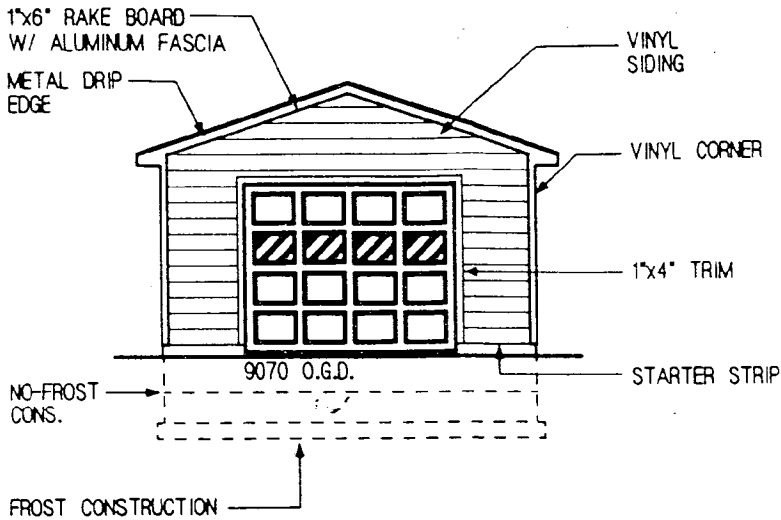 1"x6" RAKE BOARD
W/ ALUMINUM FASCIA
METAL DRIP
EDGE
VINYL
SIDING
VINYL CORNER
1"x4" TRIM
9070 O.G.D.
STARTER STRIP
NO-FROST
CONS.
FROST CONSTRUCTION